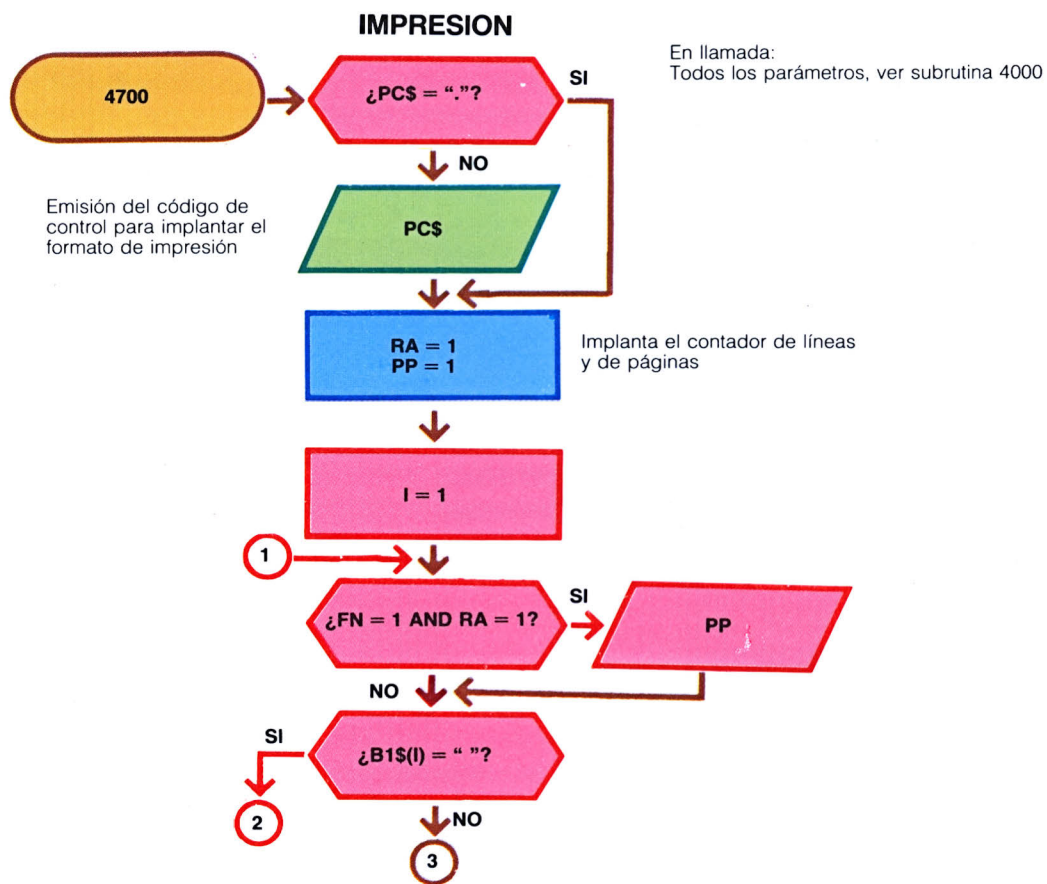 IMPRESION
En llamada:
Todos los parámetros, ver subrutina 4000
4700
¿PC$ = “.”?
SI
NO
Emisión del código de
control para implantar el
formato de impresión
PC$
RA = 1
PP = 1
Implanta el contador de líneas
y de páginas
I = 1
1
¿FN = 1 AND RA = 1?
SI
PP
NO
¿B1$(I) = “ ”?
SI
2
NO
3